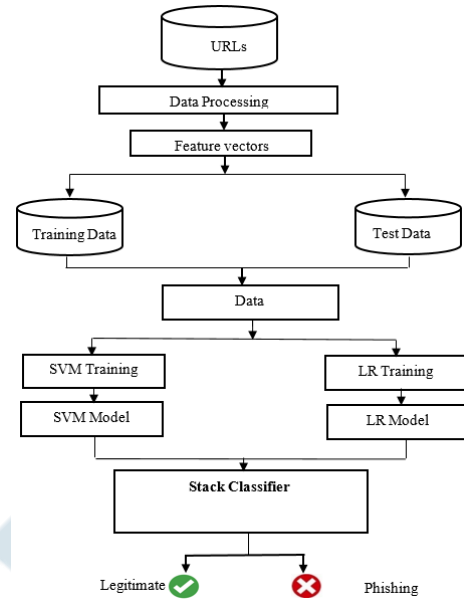 URLs
Data Processing
Feature vectors
Training Data
Test Data
Data
SVM Training
LR Training
SVM Model
LR Model
Stack Classifier
Legitimate
Phishing